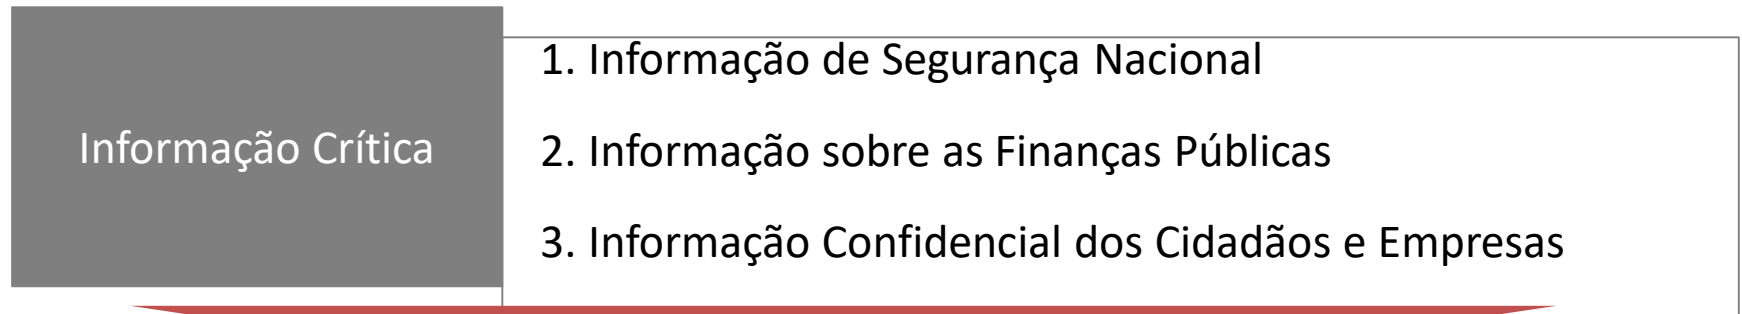 Informação Crítica
1. Informação de Segurança Nacional
2. Informação sobre as Finanças Públicas
3. Informação Confidencial dos Cidadãos e Empresas